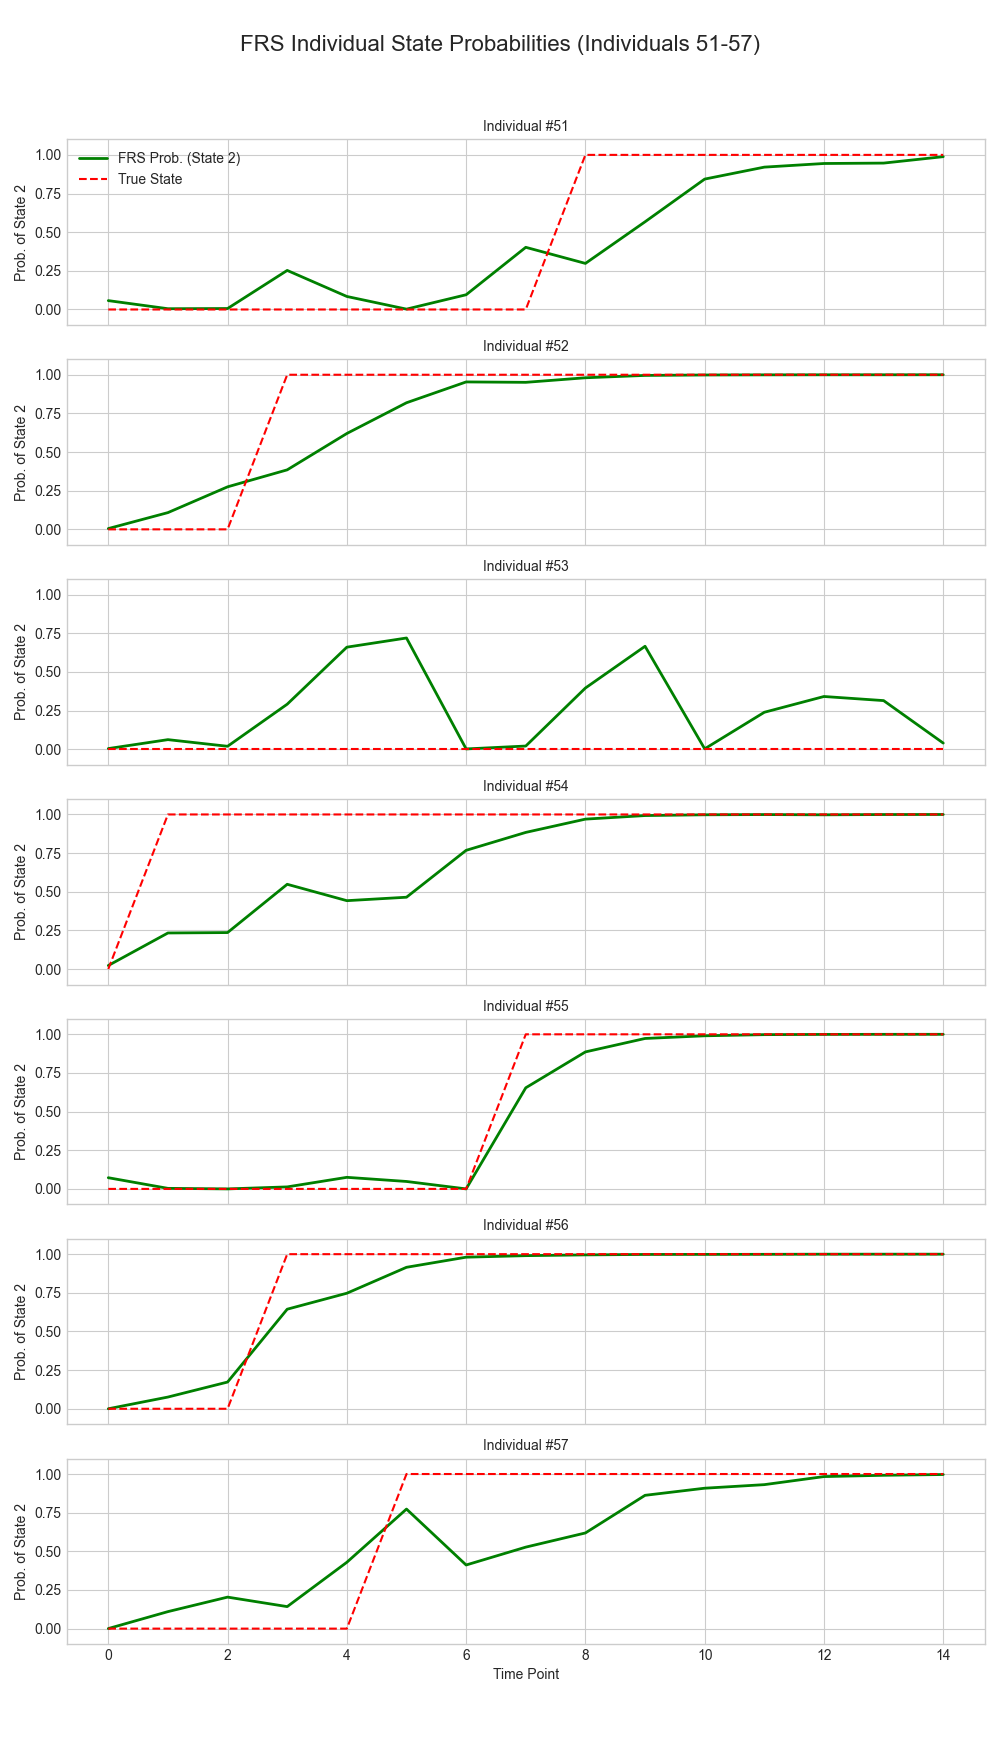 FRS Individual State Probabilities (Individuals 51-57)
Individual #51
FRS Prob. (State 2)
True State
Prob. of State 2
1.00
0.75
0.50
0.25
0.00
Individual #52
Prob. of State 2
1.00
0.75
0.50
0.25
0.00
Individual #53
Prob. of State 2
1.00
0.75
0.50
0.25
0.00
Individual #54
Prob. of State 2
1.00
0.75
0.50
0.25
0.00
Individual #55
Prob. of State 2
1.00
0.75
0.50
0.25
0.00
Individual #56
Prob. of State 2
1.00
0.75
0.50
0.25
0.00
Individual #57
Prob. of State 2
1.00
0.75
0.50
0.25
0.00
0 2 4 6 8 10 12 14
Time Point